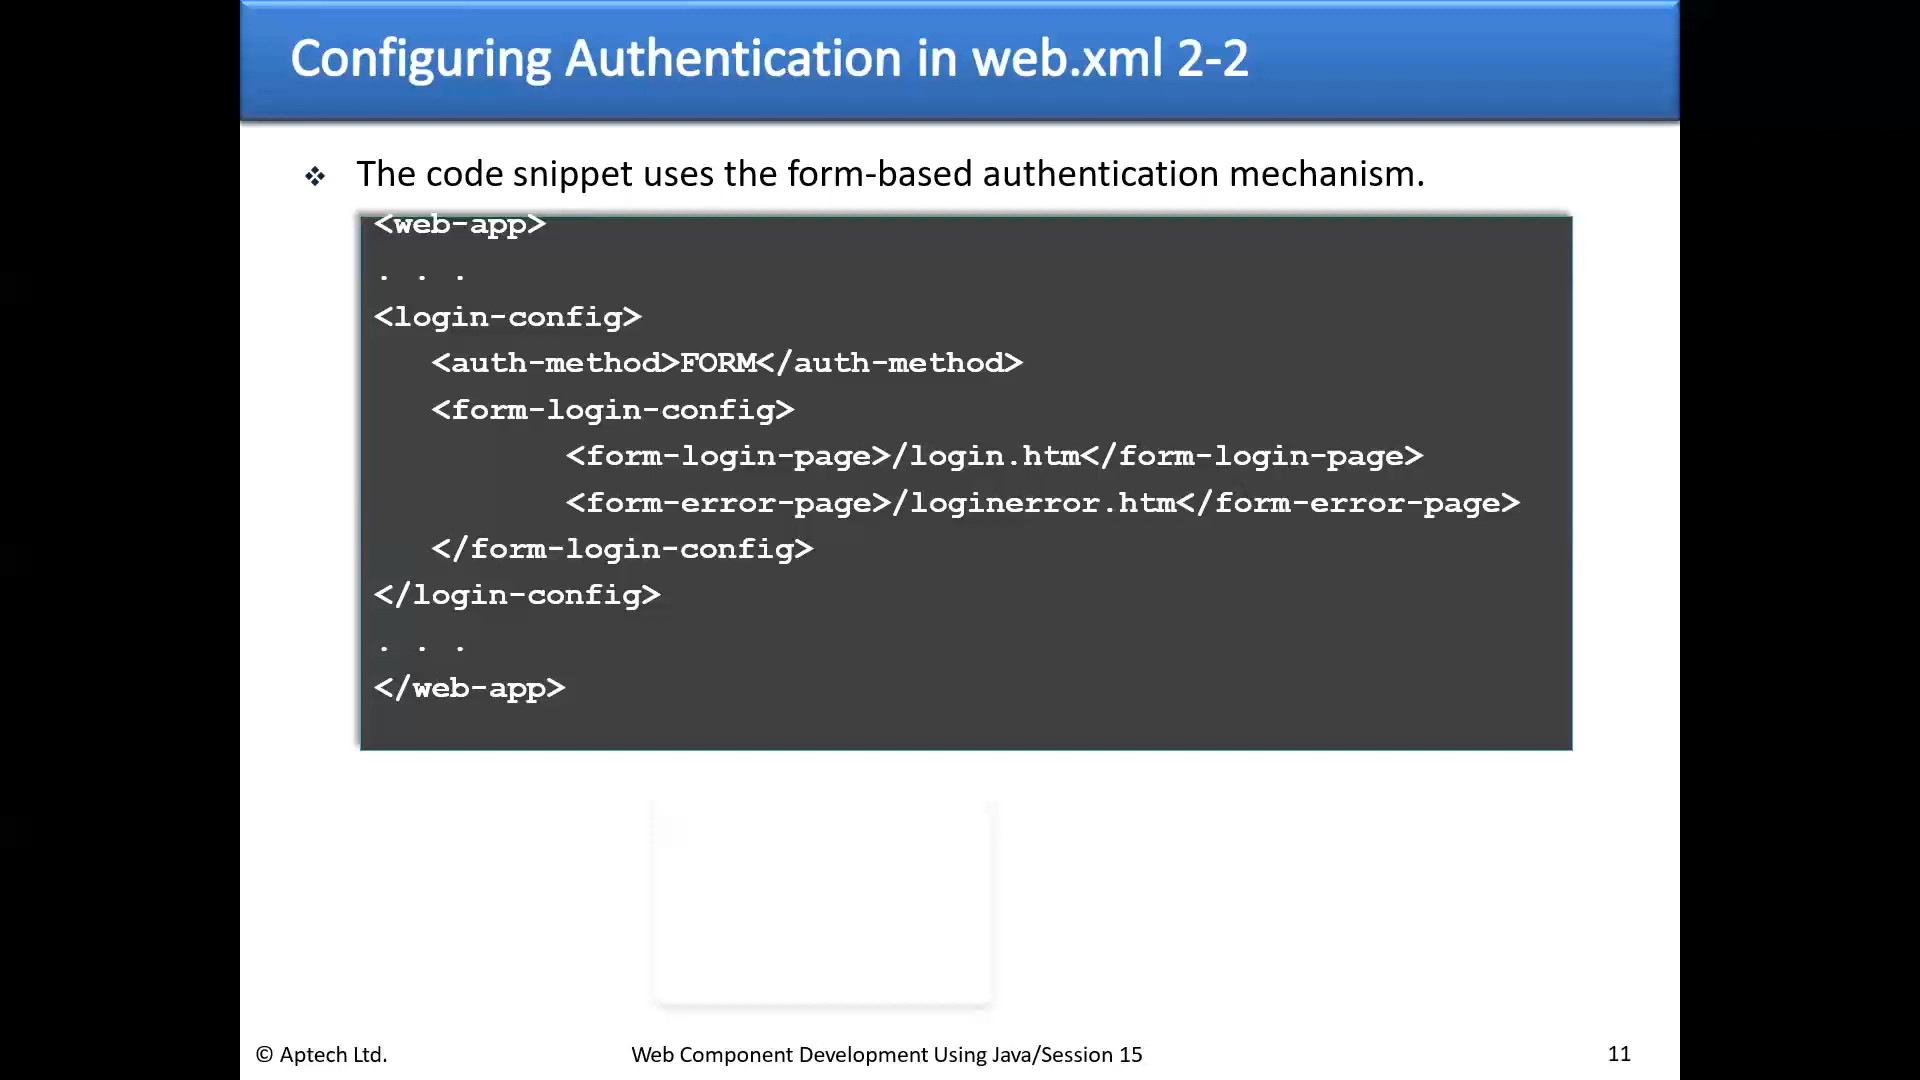 Configuring Authentication in web.xml 2-2
❖ The code snippet uses the form-based authentication mechanism.
<web-app>
. . .
<login-config>
<auth-method>FORM</auth-method>
<form-login-config>
<form-login-page>/login.htm</form-login-page>
<form-error-page>/loginerror.htm</form-error-page>
</form-login-config>
</login-config>
. . .
</web-app>
© Aptech Ltd.
Web Component Development Using Java/Session 15
11